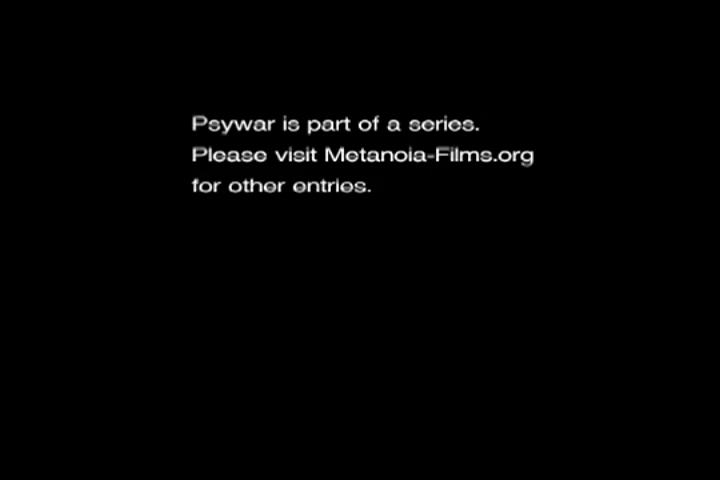 Psywar is part of a series.
Please visit Metanoia-Films.org
for other entries.